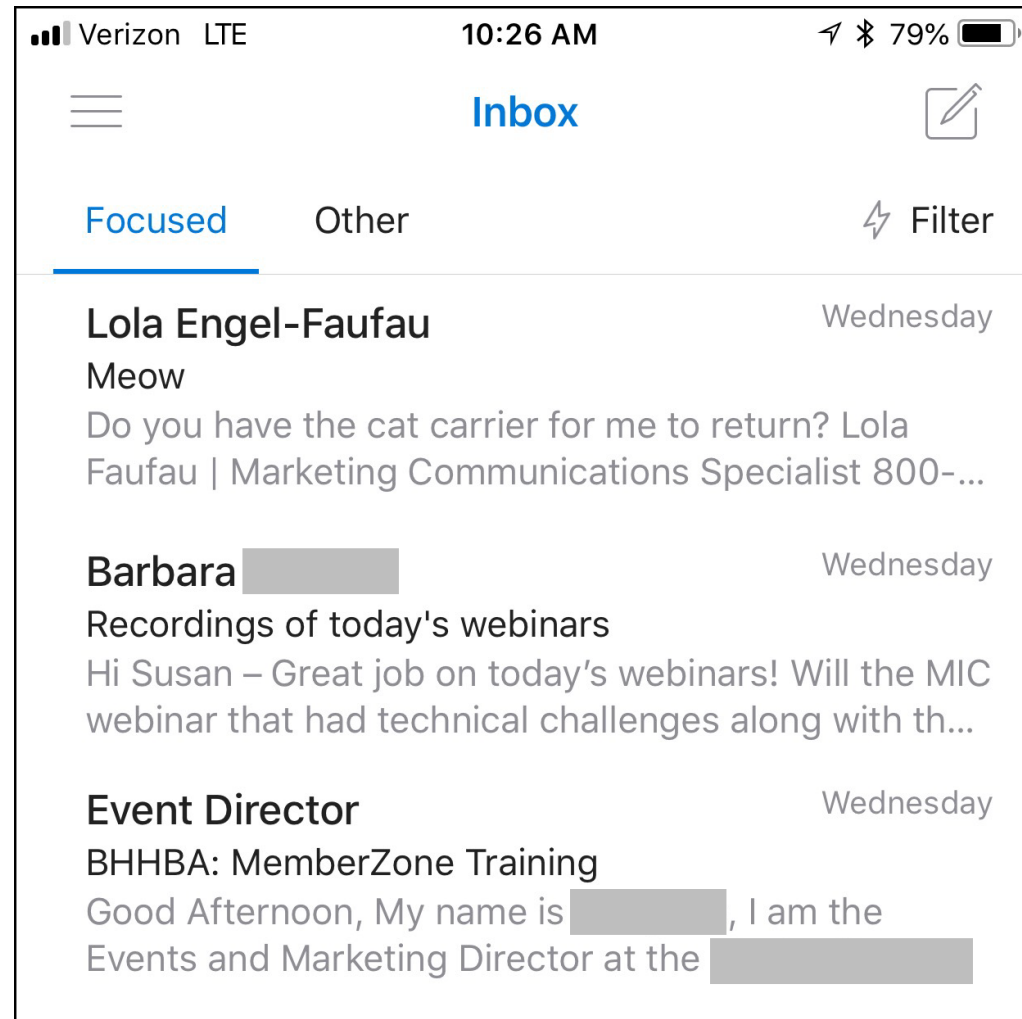 Verizon LTE 10:26 AM 79%
Inbox
Focused Other Filter
Lola Engel-Faufau Wednesday
Meow
Do you have the cat carrier for me to return? Lola
Faufau | Marketing Communications Specialist 800-...
Barbara Wednesday
Recordings of today's webinars
Hi Susan – Great job on today’s webinars! Will the MIC
webinar that had technical challenges along with th...
Event Director Wednesday
BHHBA: MemberZone Training
Good Afternoon, My name is , I am the
Events and Marketing Director at the